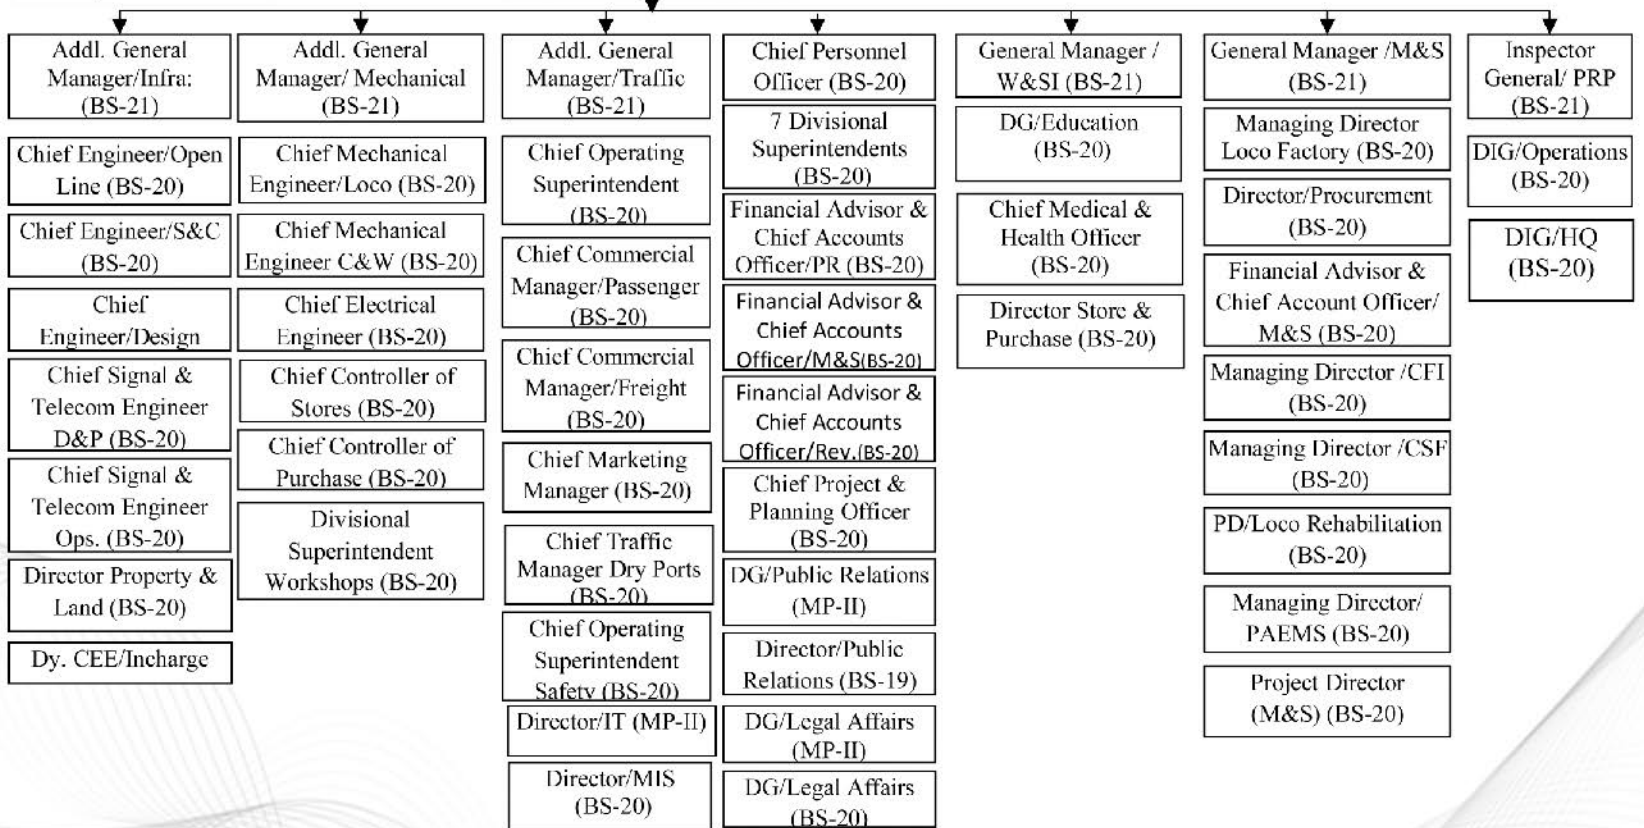 Addl. General
Manager/Infra:
(BS-21)
Chief Engineer/Open
Line (BS-20)
Chief Engineer/S&C
(BS-20)
Chief
Engineer/Design
Chief Signal &
Telecom Engineer
D&P (BS-20)
Chief Signal &
Telecom Engineer
Ops. (BS-20)
Director Property &
Land (BS-20)
Dy. CEE/Incharge
Addl. General
Manager/ Mechanical
(BS-21)
Chief Mechanical
Engineer/Loco (BS-20)
Chief Mechanical
Engineer C&W (BS-20)
Chief Electrical
Engineer (BS-20)
Chief Controller of
Stores (BS-20)
Chief Controller of
Purchase (BS-20)
Divisional
Superintendent
Workshops (BS-20)
Addl. General
Manager/Traffic
(BS-21)
Chief Operating
Superintendent
(BS-20)
Chief Commercial
Manager/Passenger
(BS-20)
Chief Commercial
Manager/Freight
(BS-20)
Chief Marketing
Manager (BS-20)
Chief Traffic
Manager Dry Ports
(BS-20)
Chief Operating
Superintendent
Safety (BS-20)
Director/IT (MP-II)
Director/MIS
(BS-20)
Chief Personnel
Officer (BS-20)
7 Divisional
Superintendents
(BS-20)
Financial Advisor &
Chief Accounts
Officer/PR (BS-20)
Financial Advisor &
Chief Accounts
Officer/M&S(BS-20)
Financial Advisor &
Chief Accounts
Officer/Rev.(BS-20)
Chief Project &
Planning Officer
(BS-20)
DG/Public Relations
(MP-II)
Director/Public
Relations (BS-19)
DG/Legal Affairs
(MP-II)
DG/Legal Affairs
(BS-20)
General Manager /
W&SI (BS-21)
DG/Education
(BS-20)
Chief Medical &
Health Officer
(BS-20)
Director Store &
Purchase (BS-20)
General Manager /M&S
(BS-21)
Managing Director
Loco Factory (BS-20)
Director/Procurement
(BS-20)
Financial Advisor &
Chief Account Officer/
M&S (BS-20)
Managing Director /CFI
(BS-20)
Managing Director /CSF
(BS-20)
PD/Loco Rehabilitation
(BS-20)
Managing Director/
PAEMS (BS-20)
Project Director
(M&S) (BS-20)
Inspector
General/ PRP
(BS-21)
DIG/Operations
(BS-20)
DIG/HQ
(BS-20)